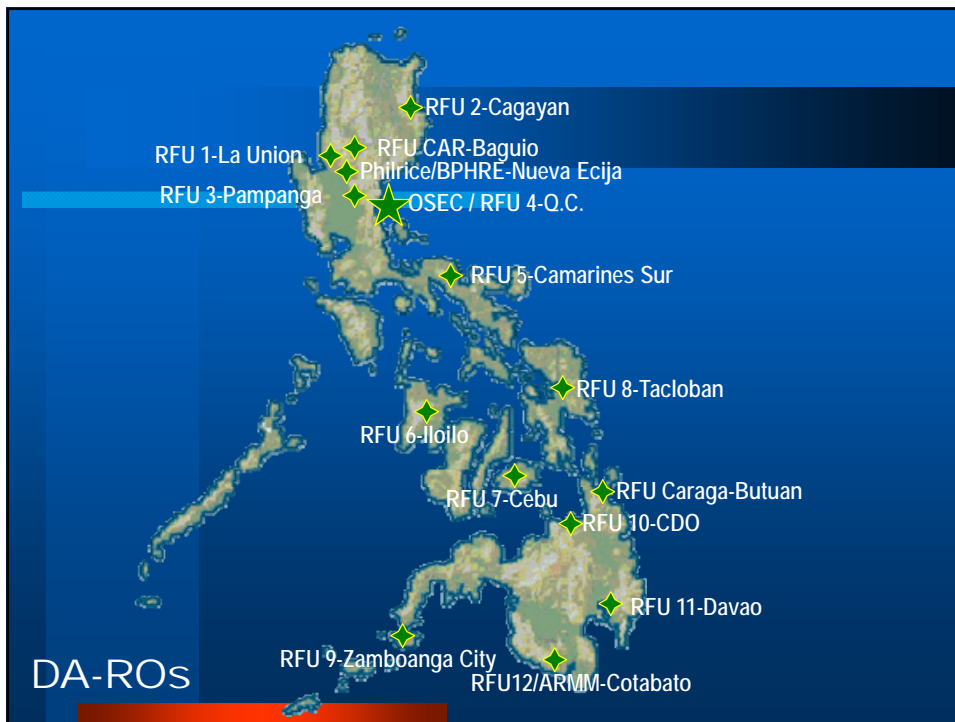 RFU 2-Cagayan
RFU CAR-Baguio
RFU 1-La Union
Philrice/BPHRE-Nueva Ecija
RFU 3-Pampanga
OSEC / RFU 4-Q.C.
RFU 5-Camarines Sur
RFU 8-Tacloban
RFU 6-Iloilo
RFU 7-Cebu
RFU Caraga-Butuan
RFU 10-CDO
RFU 11-Davao
RFU 9-Zamboanga City
DA-ROs
RFU12/ARMM-Cotabato